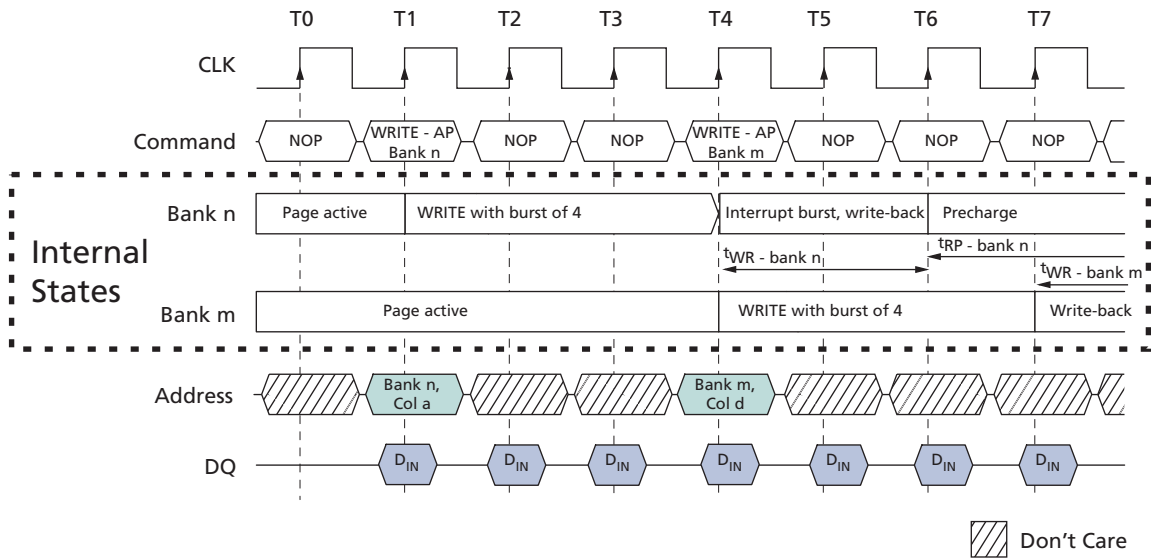 T0 T1 T2 T3 T4 T5 T6 T7
CLK
Command NOP WRITE - AP Bank n NOP NOP WRITE - AP Bank m NOP NOP NOP
Internal States
Bank n Page active WRITE with burst of 4 Interrupt burst, write-back Precharge
tWR - bank n tRP - bank n
tWR - bank m
Bank m Page active WRITE with burst of 4 Write-back
Address Bank n, Col a Bank m, Col d
DQ DIN DIN DIN DIN DIN DIN DIN
Don't Care